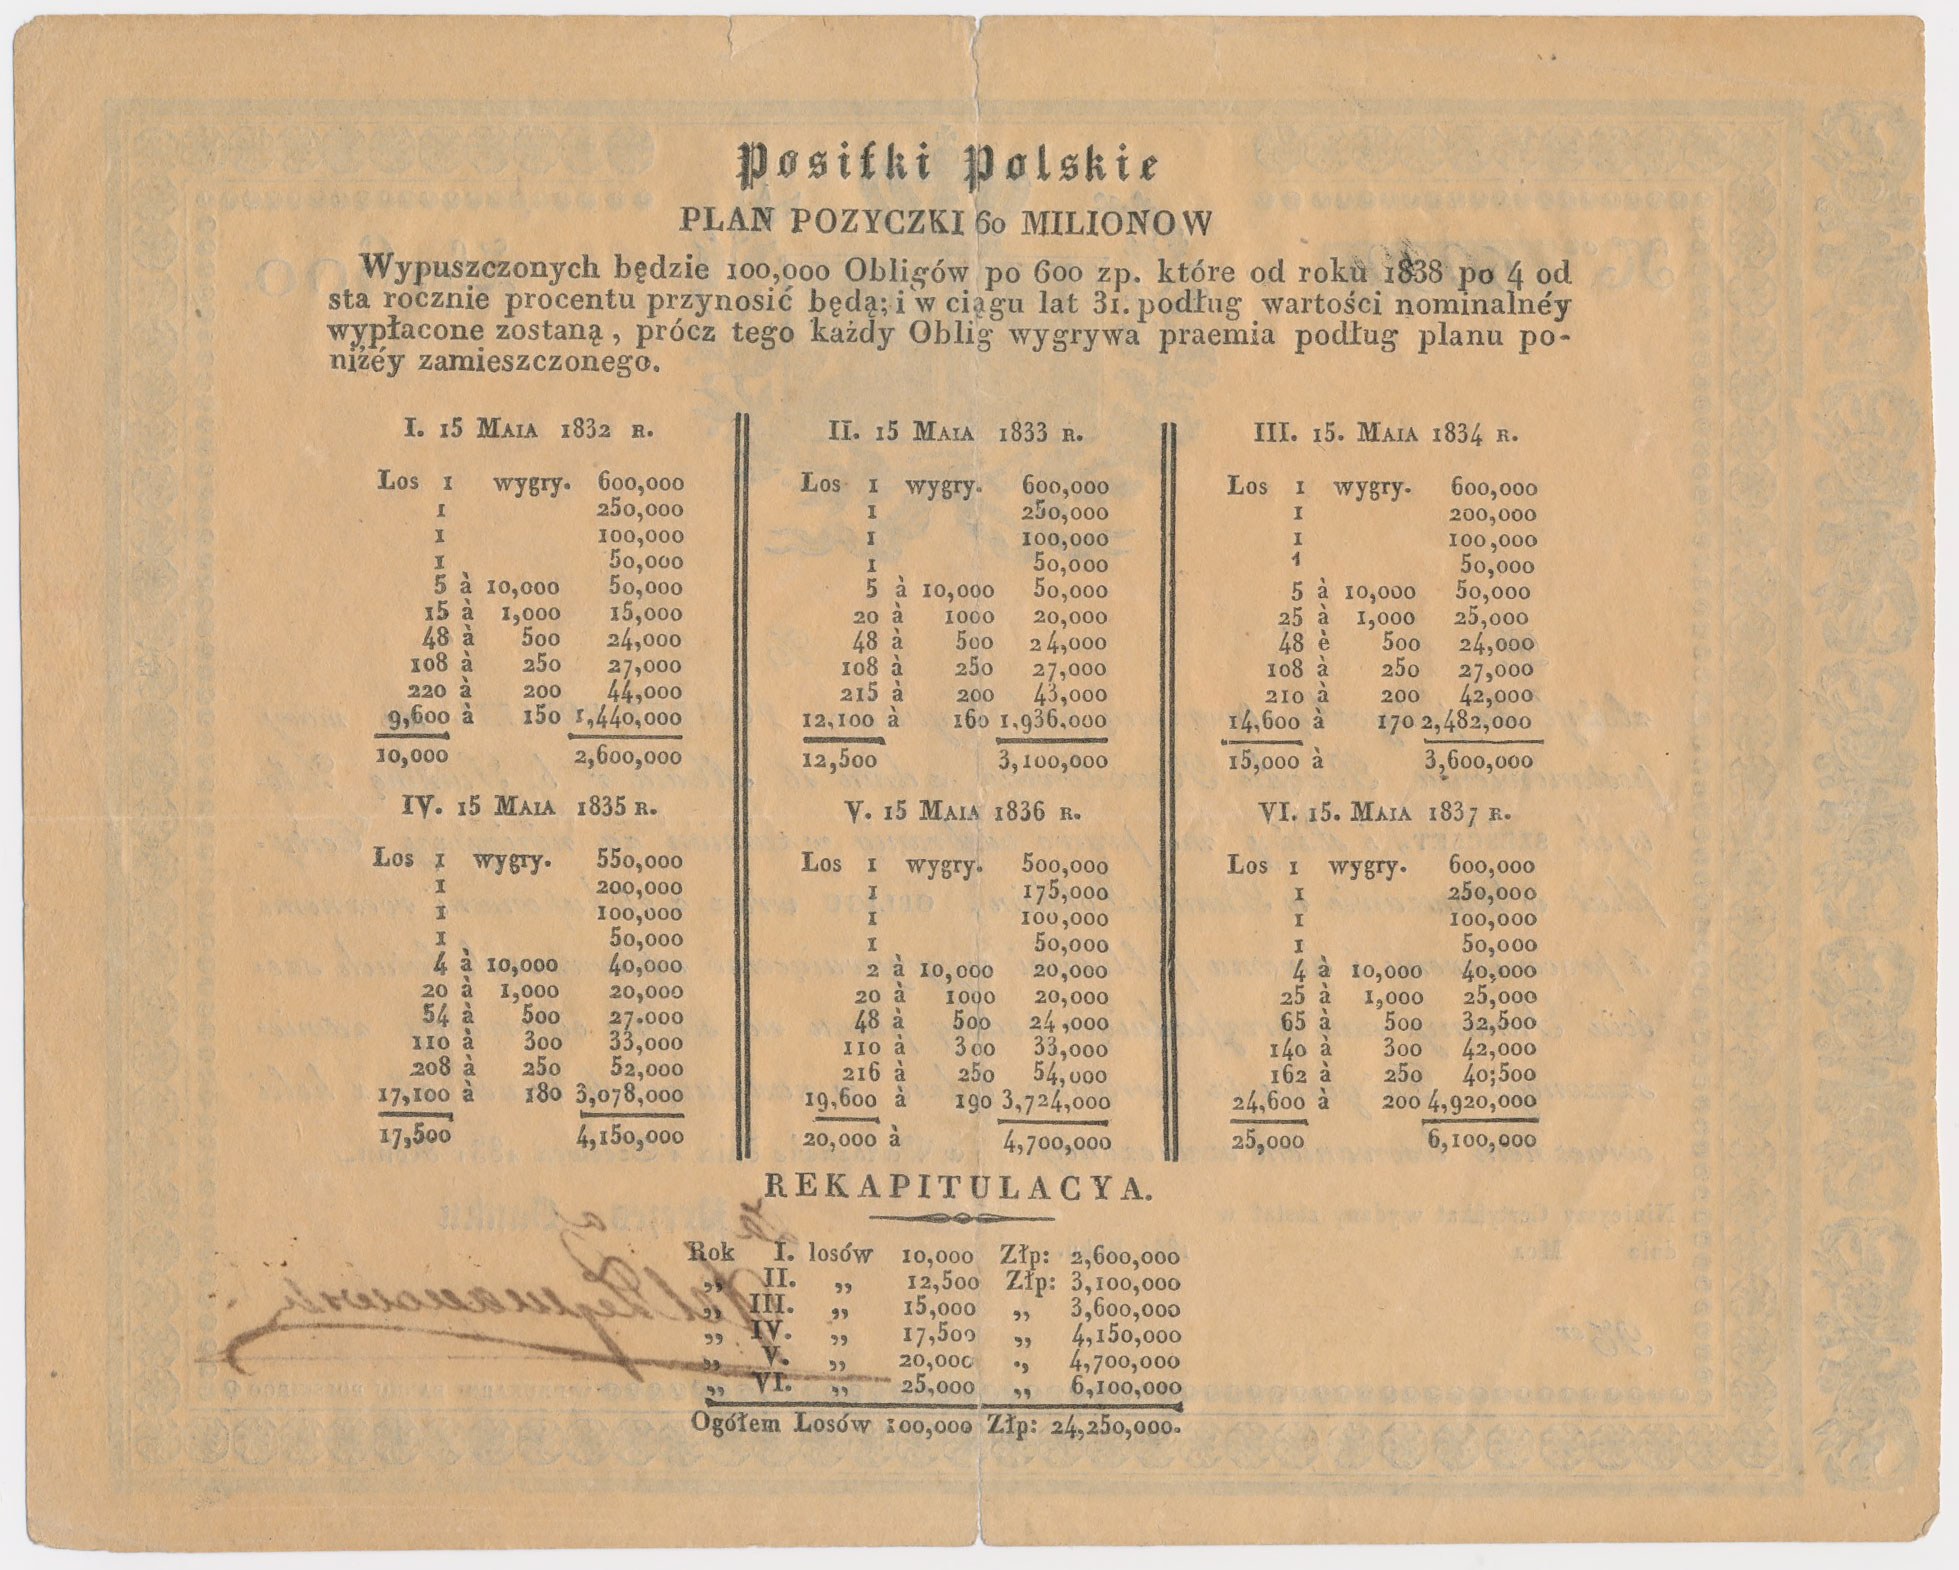 Posiłki Polskie
PLAN POZYCZKI 60 MILIONOW
Wypuszczonych będzie 100,000 Obligów po 600 zp. które od roku 1838 po 4 od
sta rocznie procentu przynosić będą; i w ciągu lat 31. podług wartości nominalnéy
wypłacone zostaną, prócz tego każdy Oblig wygrywa praemia podług planu po-
niżéy zamieszczonego.
I. 15 MAIA 1832 R.
Los 1 wygry. 600,000
1 250,000
1 100,000
1 50,000
5 à 10,000 50,000
15 à 1,000 15,000
48 à 500 24,000
108 à 250 27,000
220 à 200 44,000
9,600 à 150 1,440,000
10,000 2,600,000
II. 15 MAIA 1833 R.
Los 1 wygry. 600,000
1 250,000
1 100,000
1 50,000
5 à 10,000 50,000
20 à 1000 20,000
48 à 500 24,000
108 à 250 27,000
215 à 200 43,000
12,100 à 160 1,936,000
12,500 3,100,000
III. 15. MAIA 1834 R.
Los 1 wygry. 600,000
1 200,000
1 100,000
1 50,000
5 à 10,000 50,000
25 à 1,000 25,000
48 è 500 24,000
108 à 250 27,000
210 à 200 42,000
14,600 à 170 2,482,000
15,000 à 3,600,000
IV. 15 MAIA 1835 R.
Los 1 wygry. 550,000
1 200,000
1 100,000
1 50,000
4 à 10,000 40,000
20 à 1,000 20,000
54 à 500 27.000
110 à 300 33,000
208 à 250 52,000
17,100 à 180 3,078,000
17,500 4,150,000
V. 15 MAIA 1836 R.
Los 1 wygry. 500,000
1 175,000
1 100,000
1 50,000
2 à 10,000 20,000
20 à 1000 20,000
48 à 500 24,000
110 à 300 33,000
216 à 250 54,000
19,600 à 190 3,724,000
20,000 à 4,700,000
VI. 15. MAIA 1837 R.
Los 1 wygry. 600,000
1 250,000
1 100,000
1 50,000
4 à 10,000 40,000
25 à 1,000 25,000
65 à 500 32,500
140 à 300 42,000
162 à 250 40;500
24,600 à 200 4,920,000
25,000 6,100,000
REKAPITULACYA.
Rok I. losów 10,000 Złp: 2,600,000
„ II. „ 12,500 Złp: 3,100,000
„ III. „ 15,000 „ 3,600,000
„ IV. „ 17,500 „ 4,150,000
„ V. „ 20,000 „ 4,700,000
„ VI. „ 25,000 „ 6,100,000
Ogółem Losów 100,000 Złp: 24,250,000.